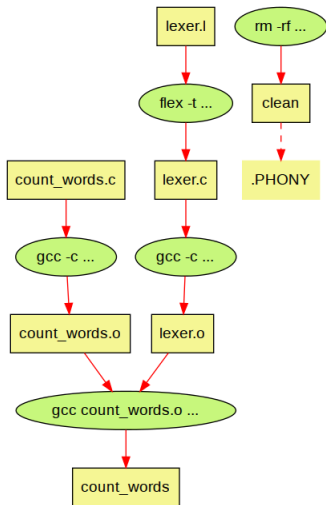 lexer.l
rm -rf ...
flex -t ...
clean
count_words.c
lexer.c
.PHONY
gcc -c ...
gcc -c ...
count_words.o
lexer.o
gcc count_words.o ...
count_words